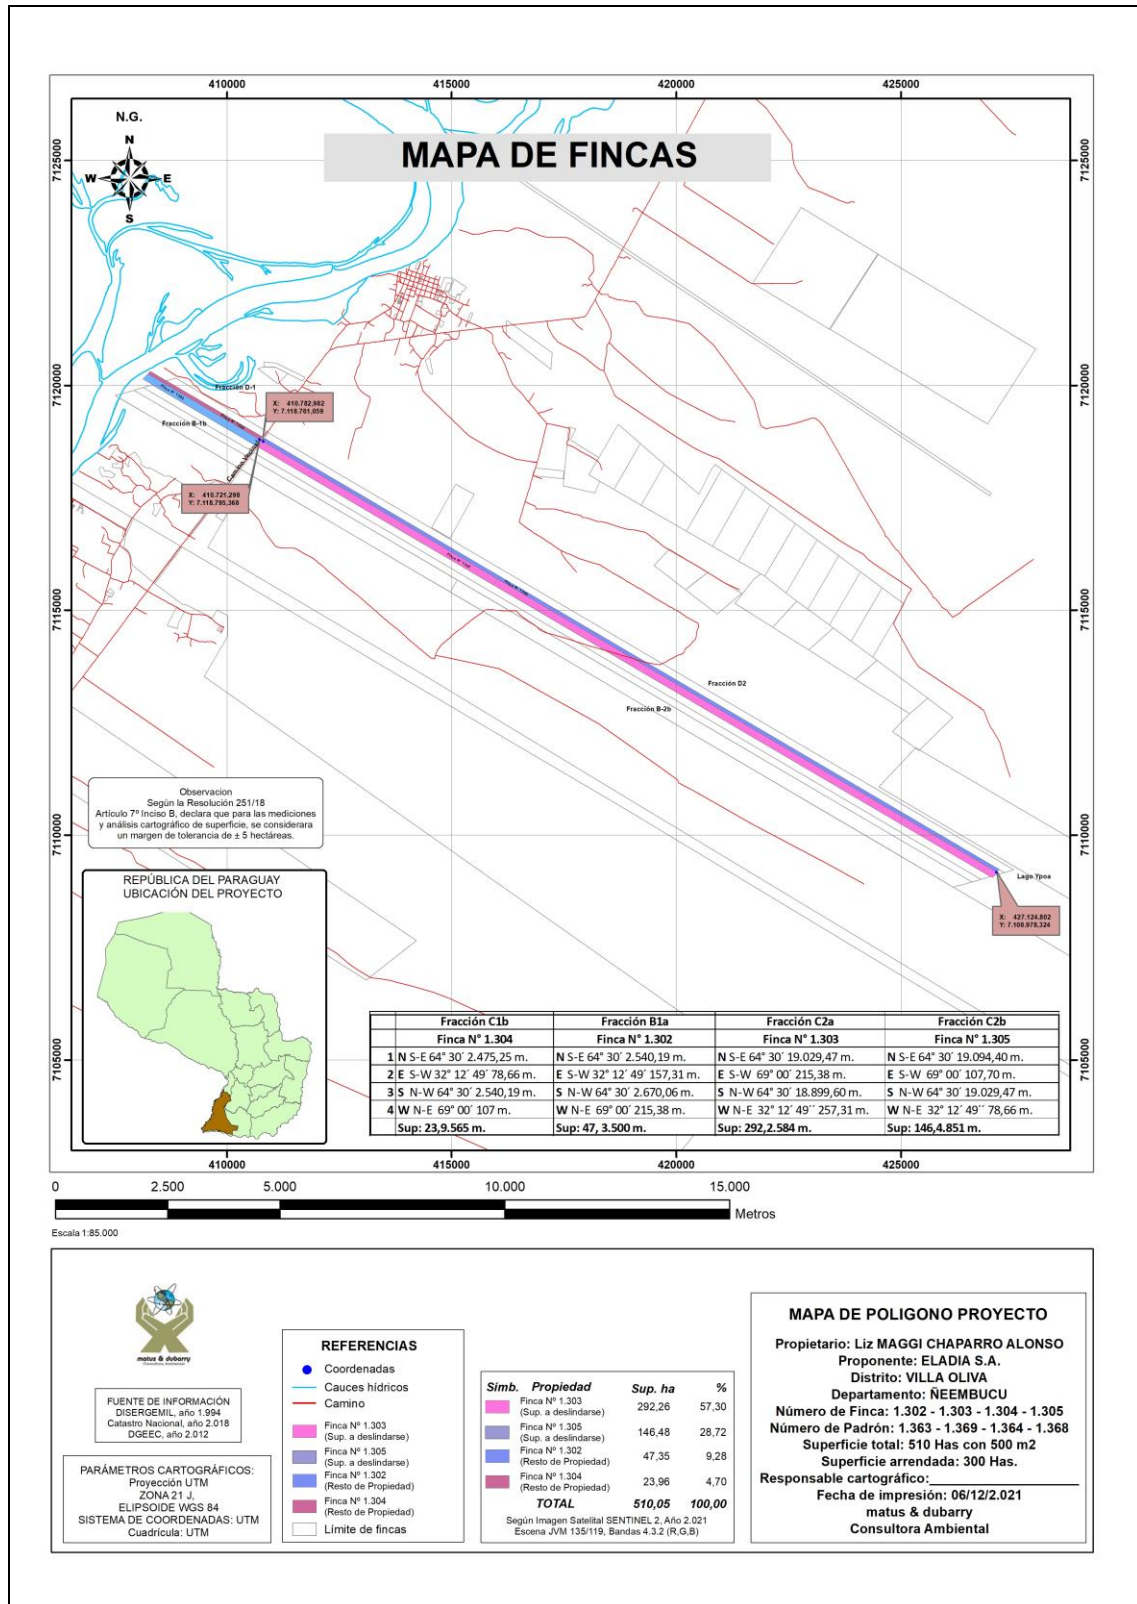 410000
415000
420000
425000
N.G.
N
W
E
S
MAPA DE FINCAS
7125000
7125000
7120000
7120000
7115000
7115000
7110000
7110000
7105000
7105000
Fracción D-1
X: 410.782,982
Y: 7.118.761,059
Fracción B-1b
Camino Vecinal
X: 410.721,298
Y: 7.118.795,368
Fracción D2
Fracción B-2b
Lago Ypoa
X: 427.124,802
Y: 7.108.978,324
Observacion
Según la Resolución 251/18
Artículo 7º Inciso B, declara que para las mediciones
y análisis cartográfico de superficie, se considerara
un margen de tolerancia de ± 5 hectáreas.
REPÚBLICA DEL PARAGUAY
UBICACIÓN DEL PROYECTO
Fracción C1b Fracción B1a Fracción C2a Fracción C2b
Finca N° 1.304 Finca N° 1.302 Finca N° 1.303 Finca N° 1.305
1 N S-E 64° 30´ 2.475,25 m. N S-E 64° 30´ 2.540,19 m. N S-E 64° 30´ 19.029,47 m. N S-E 64° 30´ 19.094,40 m.
2 E S-W 32° 12´ 49´ 78,66 m. E S-W 32° 12´ 49´ 157,31 m. E S-W 69° 00´ 215,38 m. E S-W 69° 00´ 107,70 m.
3 S N-W 64° 30´ 2.540,19 m. S N-W 64° 30´ 2.670,06 m. S N-W 64° 30´ 18.899,60 m. S N-W 64° 30´ 19.029,47 m.
4 W N-E 69° 00´ 107 m. W N-E 69° 00´ 215,38 m. W N-E 32° 12´ 49´´ 257,31 m. W N-E 32° 12´ 49´´ 78,66 m.
Sup: 23,9.565 m. Sup: 47, 3.500 m. Sup: 292,2.584 m. Sup: 146,4.851 m.
410000
415000
420000
425000
0 2.500 5.000 10.000 15.000
Metros
Escala 1:85.000
matus & dubarry
Consultora Ambiental
FUENTE DE INFORMACIÓN
DISERGEMIL, año 1.994
Catastro Nacional, año 2.018
DGEEC, año 2.012
PARÁMETROS CARTOGRÁFICOS:
Proyección UTM
ZONA 21 J,
ELIPSOIDE WGS 84
SISTEMA DE COORDENADAS: UTM
Cuadrícula: UTM
REFERENCIAS
Coordenadas
Cauces hídricos
Camino
Finca Nº 1.303
(Sup. a deslindarse)
Finca Nº 1.305
(Sup. a deslindarse)
Finca Nº 1.302
(Resto de Propiedad)
Finca Nº 1.304
(Resto de Propiedad)
Límite de fincas
Símb. Propiedad Sup. ha %
Finca Nº 1.303
(Sup. a deslindarse) 292,26 57,30
Finca Nº 1.305
(Sup. a deslindarse) 146,48 28,72
Finca Nº 1.302
(Resto de Propiedad) 47,35 9,28
Finca Nº 1.304
(Resto de Propiedad) 23,96 4,70
TOTAL 510,05 100,00
Según Imagen Satelital SENTINEL 2, Año 2.021
Escena JVM 135/119, Bandas 4.3.2 (R,G,B)
MAPA DE POLIGONO PROYECTO
Propietario: Liz MAGGI CHAPARRO ALONSO
Proponente: ELADIA S.A.
Distrito: VILLA OLIVA
Departamento: ÑEEMBUCU
Número de Finca: 1.302 - 1.303 - 1.304 - 1.305
Número de Padrón: 1.363 - 1.369 - 1.364 - 1.368
Superficie total: 510 Has con 500 m2
Superficie arrendada: 300 Has.
Responsable cartográfico:
Fecha de impresión: 06/12/2.021
matus & dubarry
Consultora Ambiental